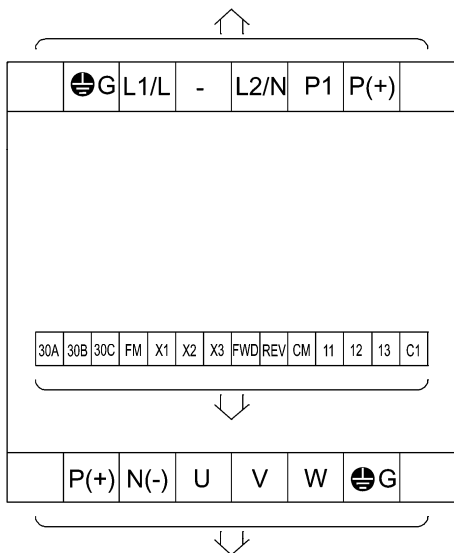 ⏚G L1/L - L2/N P1 P(+)
30A 30B 30C FM X1 X2 X3 FWD REV CM 11 12 13 C1
P(+) N(-) U V W ⏚G